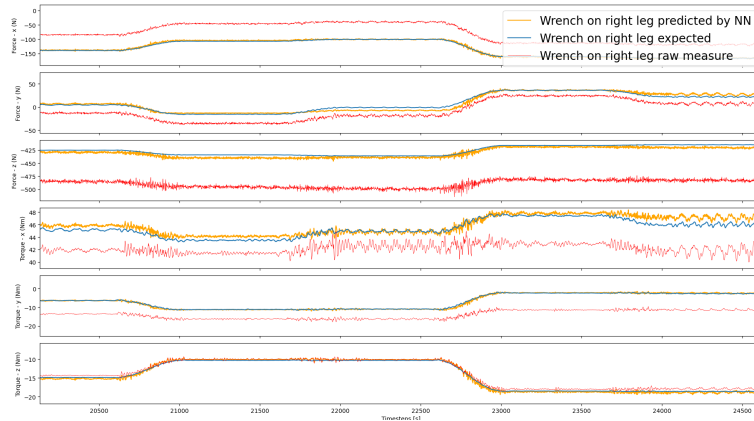 Wrench on right leg predicted by NN
Wrench on right leg expected
Wrench on right leg raw measure
Force - x (N)
0
−50
−100
−150
Force - y (N)
50
0
−50
Force - z (N)
−425
−450
−475
−500
Torque - x (Nm)
48
46
44
42
40
Torque - y (Nm)
0
−10
−20
Torque - z (Nm)
−10
−15
−20
20500 21000 21500 22000 22500 23000 23500 24000 24500
Timesteps [s]